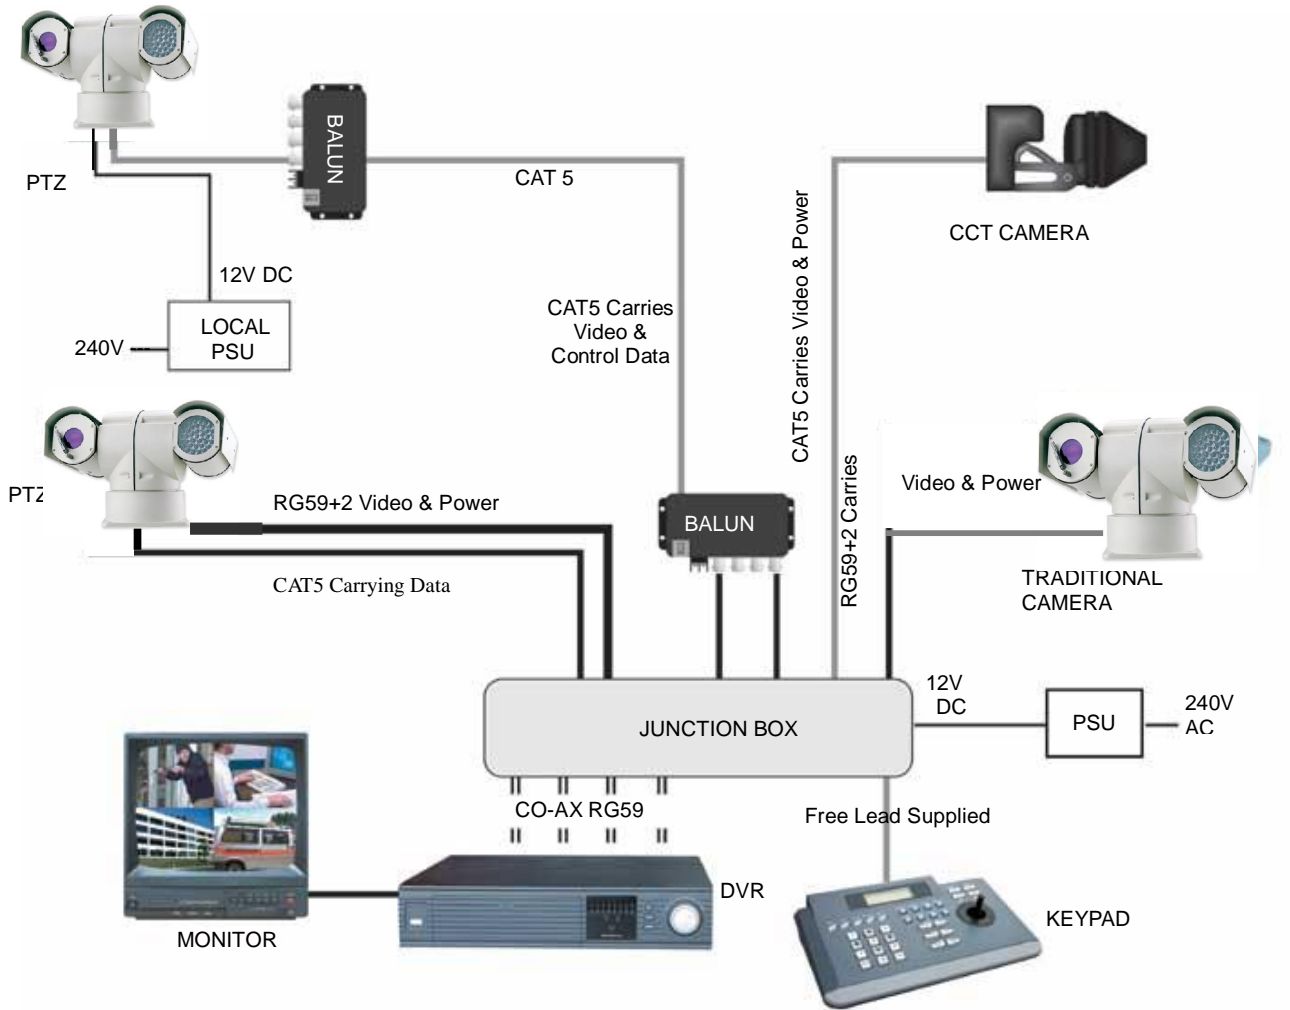 BALUN
PTZ
CAT 5
CCT CAMERA
12V DC
LOCAL
PSU
240V
CAT5 Carries
Video &
Control Data
CAT5 Carries Video & Power
PTZ
RG59+2 Video & Power
CAT5 Carrying Data
BALUN
RG59+2 Carries
Video & Power
TRADITIONAL
CAMERA
JUNCTION BOX
12V
DC
PSU
240V
AC
CO-AX RG59
Free Lead Supplied
DVR
MONITOR
KEYPAD